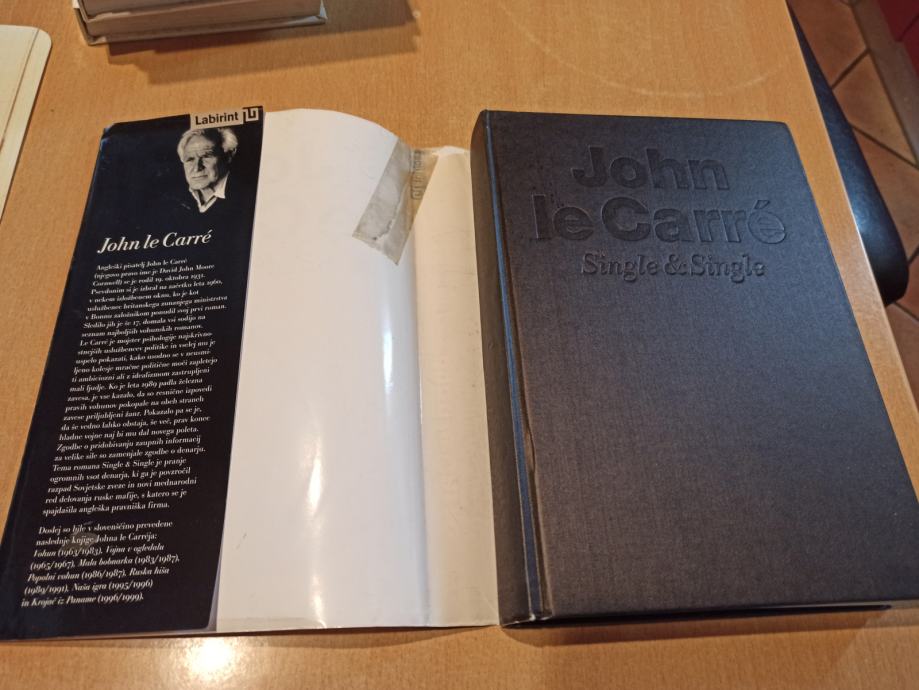 Labirint
John le Carré
Angleški pisatelj John le Carré
(njegovo pravo ime je David John Moore
Cornwell) se je rodil 19. oktobra 1931.
Psevdonim si je izbral na začetku leta 1960,
v nekem izložbenem oknu, ko je kot
uslužbenec britanskega zunanjega ministrstva
v Bonnu založnikom ponudil svoj prvi roman.
Sledilo jih je še 17, domala vsi sodijo na
seznam najboljših vohunskih romanov.
Le Carré je mojster psihologije najskrivno-
stnejših uslužbencev politike in vselej mu je
uspelo pokazati, kako usodno se v neusmi-
ljeno kolesje mračne politične moči zapletejo
ti ambiciozni ali z idealizmom zastrupljeni
mali ljudje. Ko je leta 1989 padla železna
zavesa, je vse kazalo, da so resnične izpovedi
pravih vohunov pokopale na obeh straneh
zavese priljubljeni žanr. Pokazalo pa se je,
da še vedno lahko obstaja, še več, prav konec
hladne vojne naj bi mu dal novega poleta.
Zgodbe o pridobivanju zaupnih informacij
za velike sile so zamenjale zgodbe o denarju.
Tema romana Single & Single je pranje
ogromnih vsot denarja, ki ga je povzročil
razpad Sovjetske zveze in novi mednarodni
red delovanja ruske mafije, s katero se je
spajdašila angleška pravniška firma.
Doslej so bile v slovenščino prevedene
naslednje knjige Johna le Carréja:
Vohun (1963/1983), Vojna v ogledalu
(1965/1967), Mala bobnarka (1983/1987),
Popolni vohun (1986/1987), Ruska hiša
(1989/1991), Naša igra (1995/1996)
in Krojač iz Paname (1996/1999).
John
le Carré
Single & Single